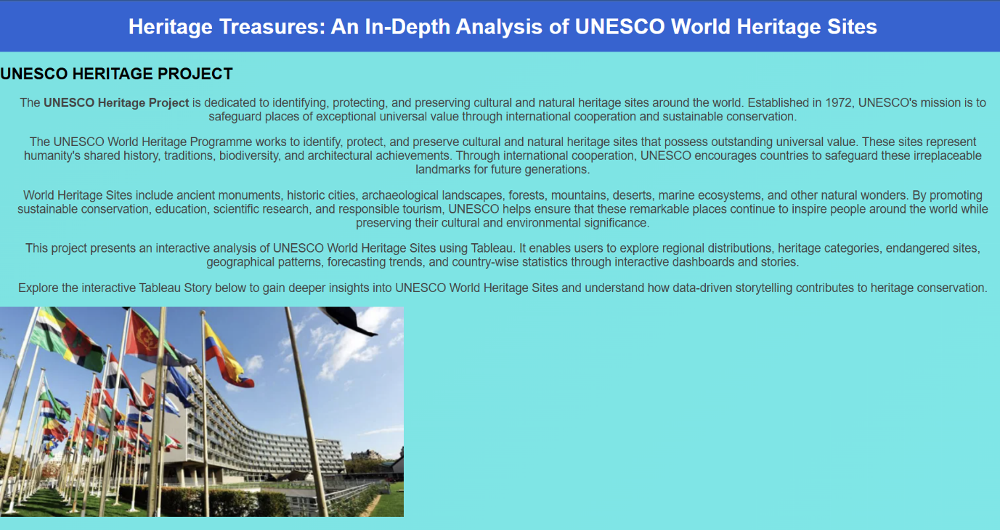 Heritage Treasures: An In-Depth Analysis of UNESCO World Heritage Sites
UNESCO HERITAGE PROJECT
The UNESCO Heritage Project is dedicated to identifying, protecting, and preserving cultural and natural heritage sites around the world. Established in 1972, UNESCO's mission is to
safeguard places of exceptional universal value through international cooperation and sustainable conservation.
The UNESCO World Heritage Programme works to identify, protect, and preserve cultural and natural heritage sites that possess outstanding universal value. These sites represent
humanity's shared history, traditions, biodiversity, and architectural achievements. Through international cooperation, UNESCO encourages countries to safeguard these irreplaceable
landmarks for future generations.
World Heritage Sites include ancient monuments, historic cities, archaeological landscapes, forests, mountains, deserts, marine ecosystems, and other natural wonders. By promoting
sustainable conservation, education, scientific research, and responsible tourism, UNESCO helps ensure that these remarkable places continue to inspire people around the world while
preserving their cultural and environmental significance.
This project presents an interactive analysis of UNESCO World Heritage Sites using Tableau. It enables users to explore regional distributions, heritage categories, endangered sites,
geographical patterns, forecasting trends, and country-wise statistics through interactive dashboards and stories.
Explore the interactive Tableau Story below to gain deeper insights into UNESCO World Heritage Sites and understand how data-driven storytelling contributes to heritage conservation.